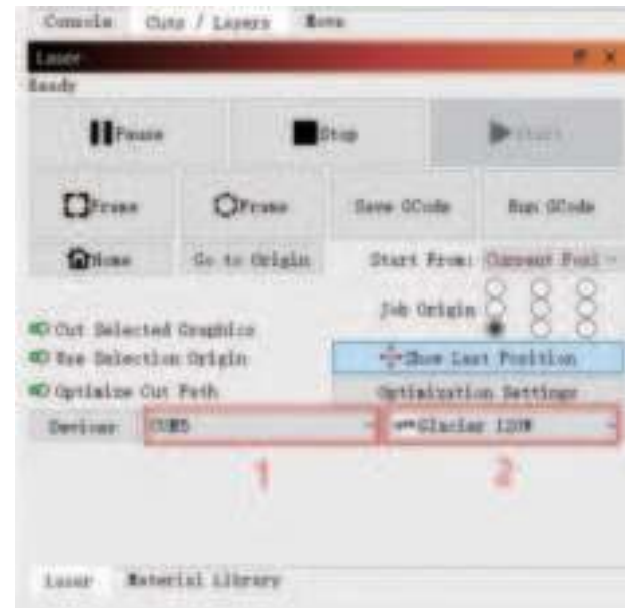 Console Cuts / Layers Move
Laser
Ready
Pause Stop Start
Frame Frame Save GCode Run GCode
Home Go to Origin Start From: Current Posi
Job Origin
Cut Selected Graphics
Use Selection Origin Show Last Position
Optimize Cut Path Optimization Settings
Devices COM5 Glacier 120W
1 2
Laser Material Library